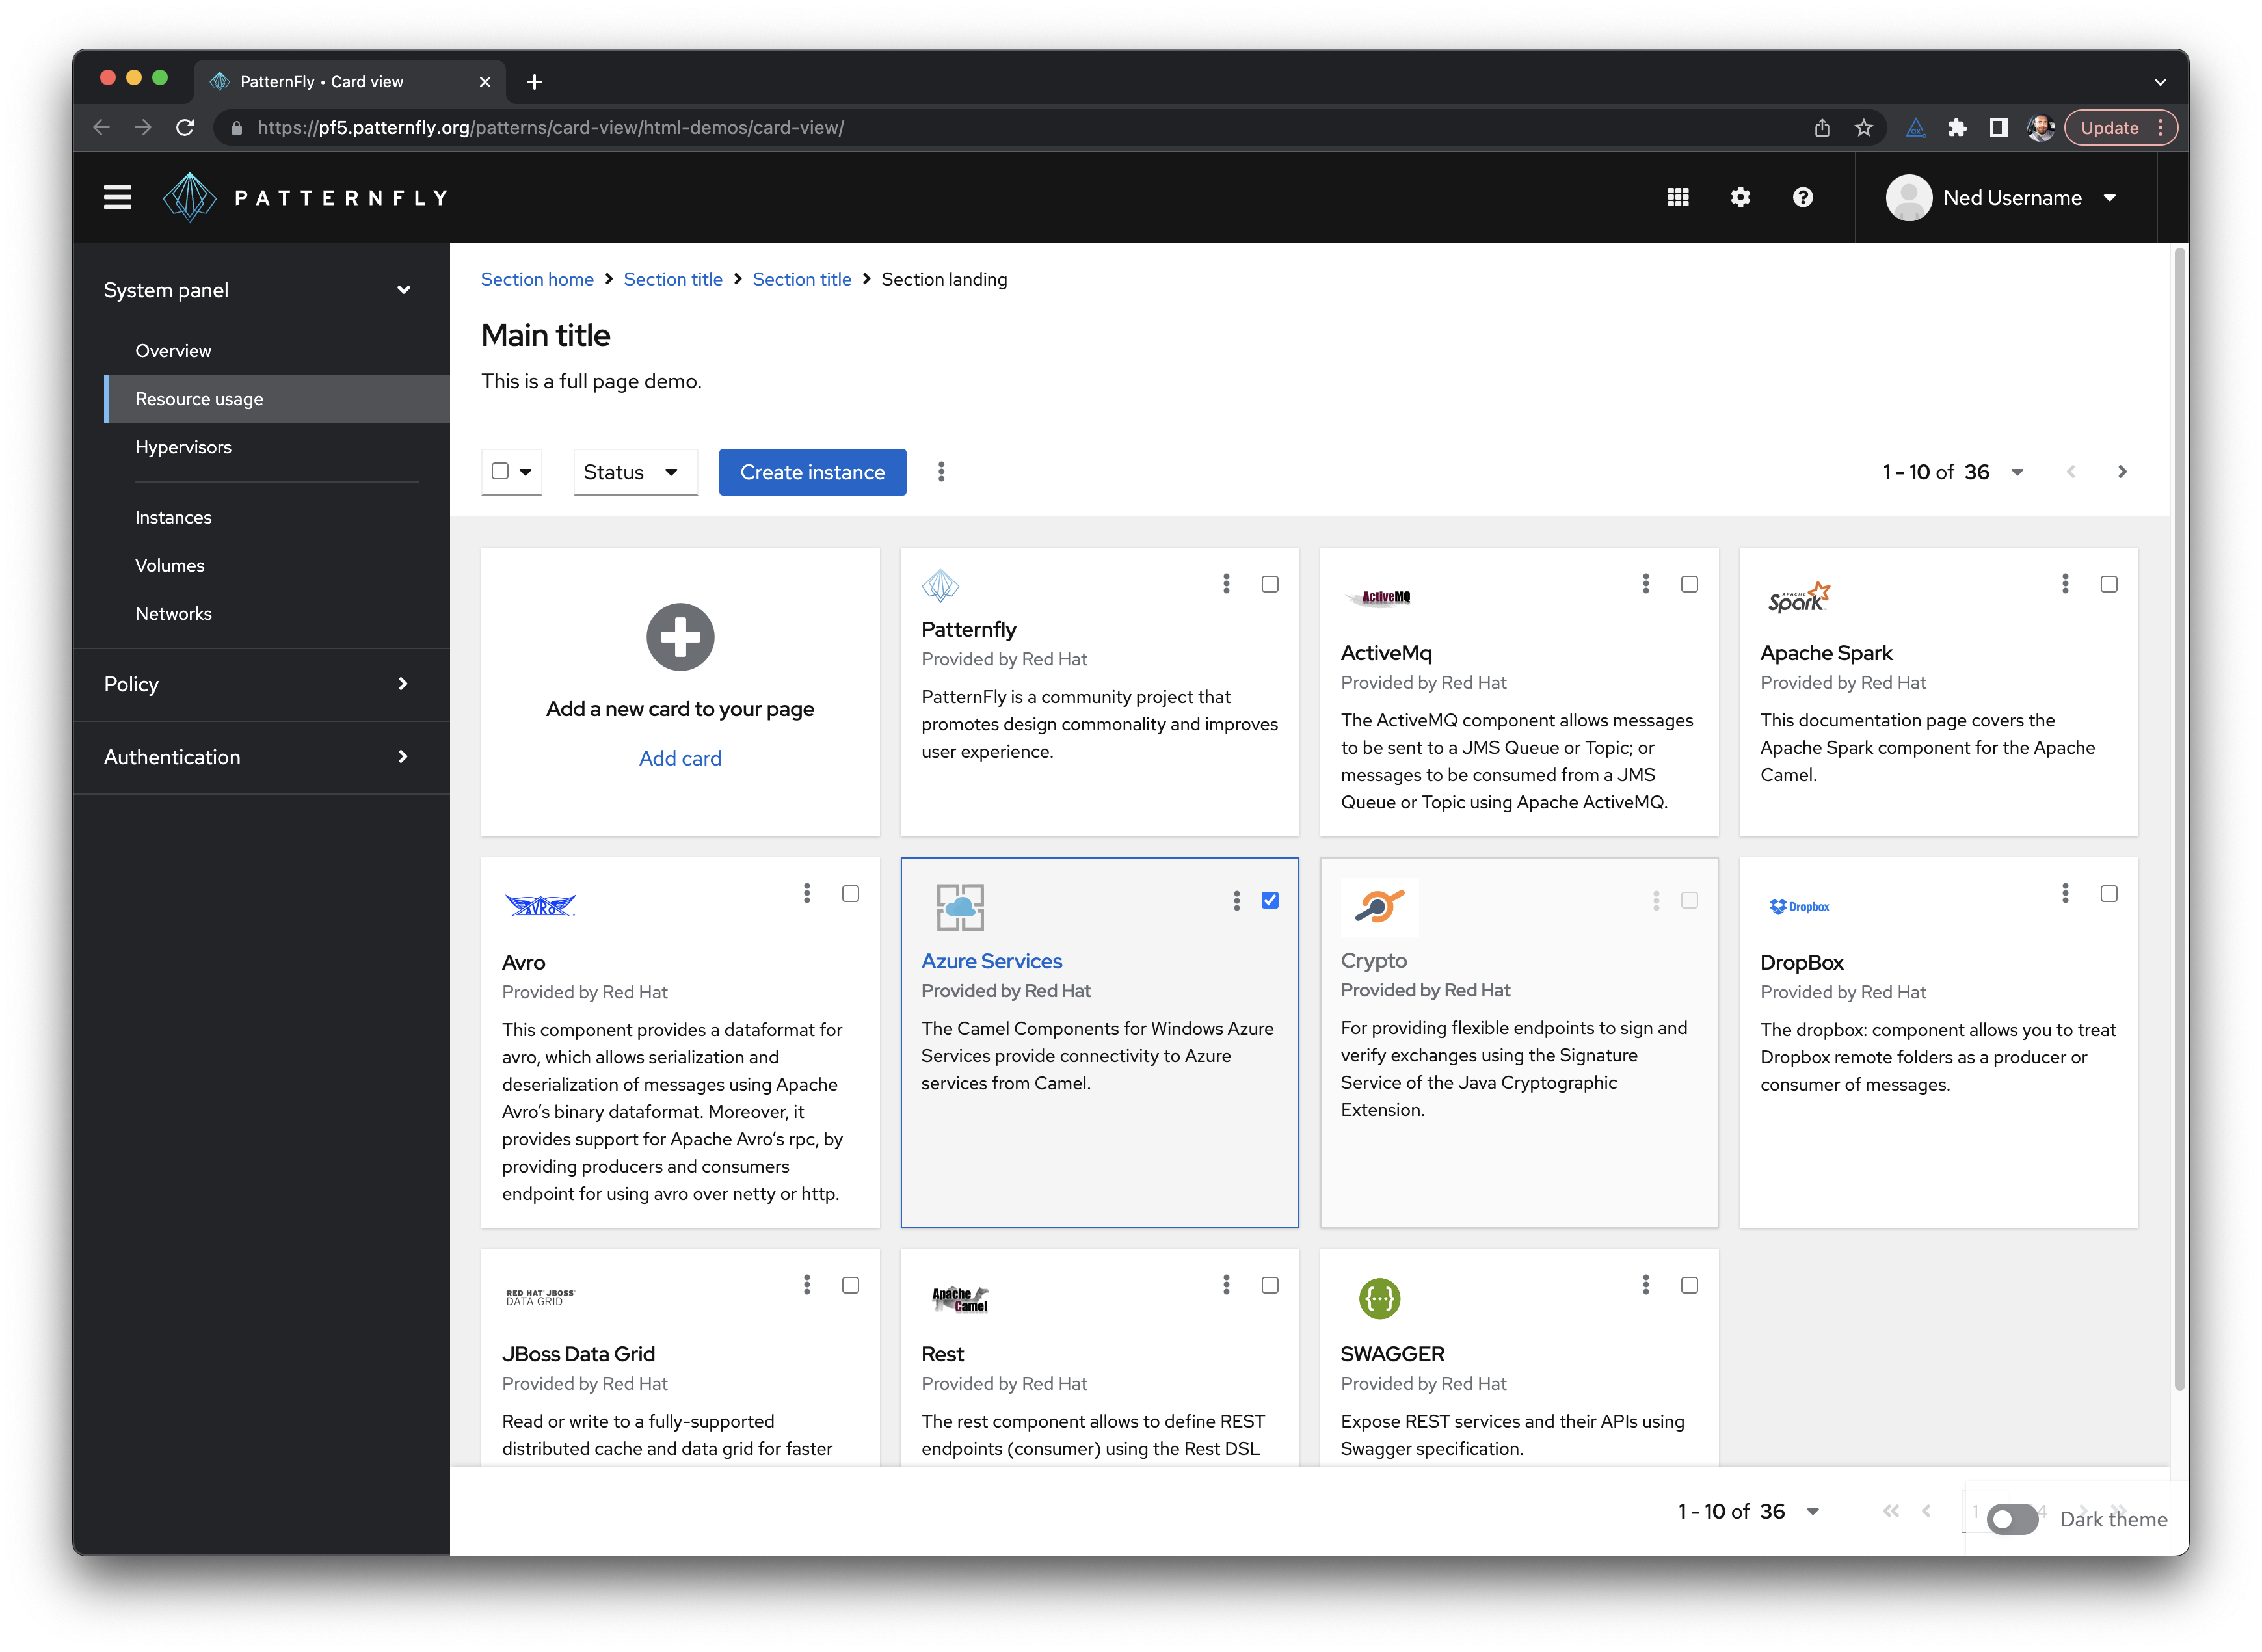 PatternFly • Card view
https://pf5.patternfly.org/patterns/card-view/html-demos/card-view/
Update
PATTERNFLY
Ned Username
System panel
Overview
Resource usage
Hypervisors
Instances
Volumes
Networks
Policy
Authentication
Section home
Section title
Section title
Section landing
Main title
This is a full page demo.
Status
Create instance
1 - 10 of 36
Add a new card to your page
Add card
Patternfly
Provided by Red Hat
PatternFly is a community project that
promotes design commonality and improves
user experience.
ActiveMQ
ActiveMq
Provided by Red Hat
The ActiveMQ component allows messages
to be sent to a JMS Queue or Topic; or
messages to be consumed from a JMS
Queue or Topic using Apache ActiveMQ.
APACHE
Spark
Apache Spark
Provided by Red Hat
This documentation page covers the
Apache Spark component for the Apache
Camel.
AVRO
Avro
Provided by Red Hat
This component provides a dataformat for
avro, which allows serialization and
deserialization of messages using Apache
Avro’s binary dataformat. Moreover, it
provides support for Apache Avro’s rpc, by
providing producers and consumers
endpoint for using avro over netty or http.
Azure Services
Provided by Red Hat
The Camel Components for Windows Azure
Services provide connectivity to Azure
services from Camel.
Crypto
Provided by Red Hat
For providing flexible endpoints to sign and
verify exchanges using the Signature
Service of the Java Cryptographic
Extension.
Dropbox
DropBox
Provided by Red Hat
The dropbox: component allows you to treat
Dropbox remote folders as a producer or
consumer of messages.
RED HAT JBOSS
DATA GRID
JBoss Data Grid
Provided by Red Hat
Read or write to a fully-supported
distributed cache and data grid for faster
Apache
Camel
Rest
Provided by Red Hat
The rest component allows to define REST
endpoints (consumer) using the Rest DSL
{···}
SWAGGER
Provided by Red Hat
Expose REST services and their APIs using
Swagger specification.
1 - 10 of 36
1
4
Dark theme